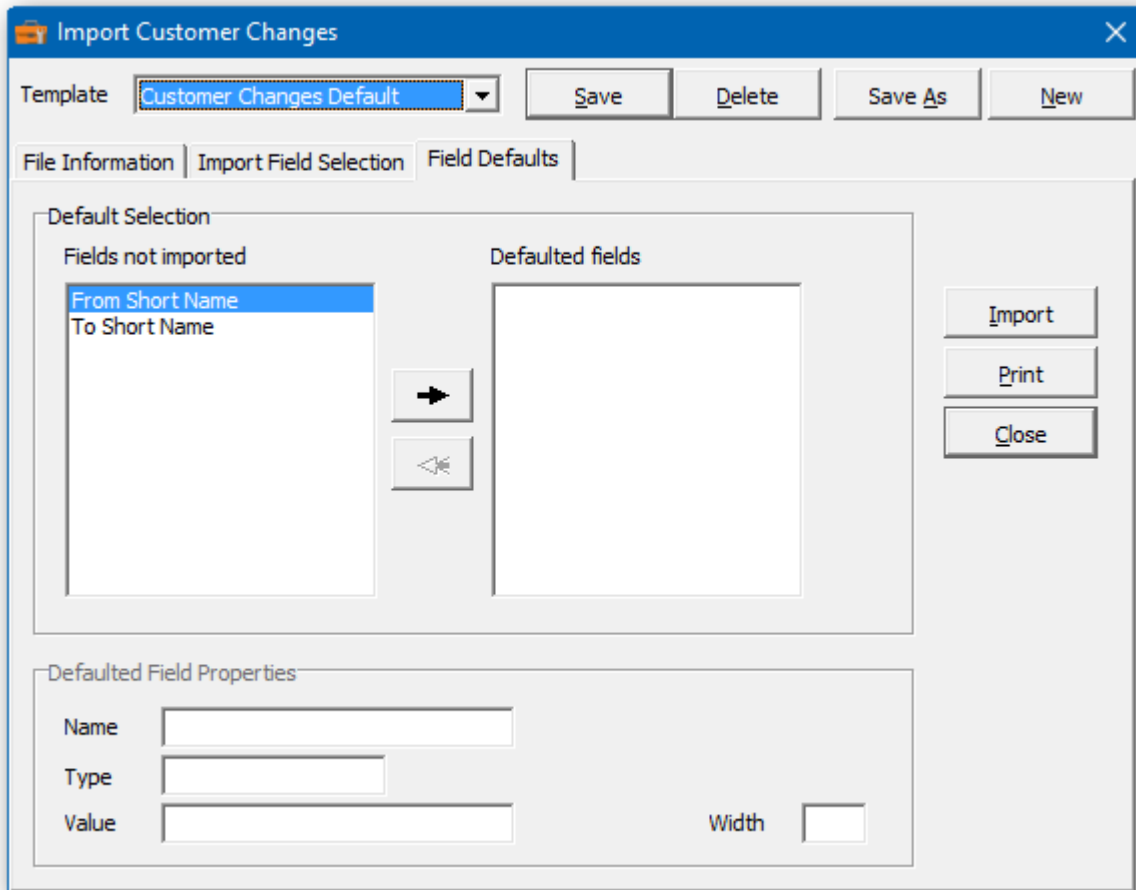 Import Customer Changes
Template Customer Changes Default Save Delete Save As New
File Information Import Field Selection Field Defaults
Default Selection
Fields not imported Defaulted fields
From Short Name
To Short Name
Import
Print
Close
Defaulted Field Properties
Name
Type
Value Width